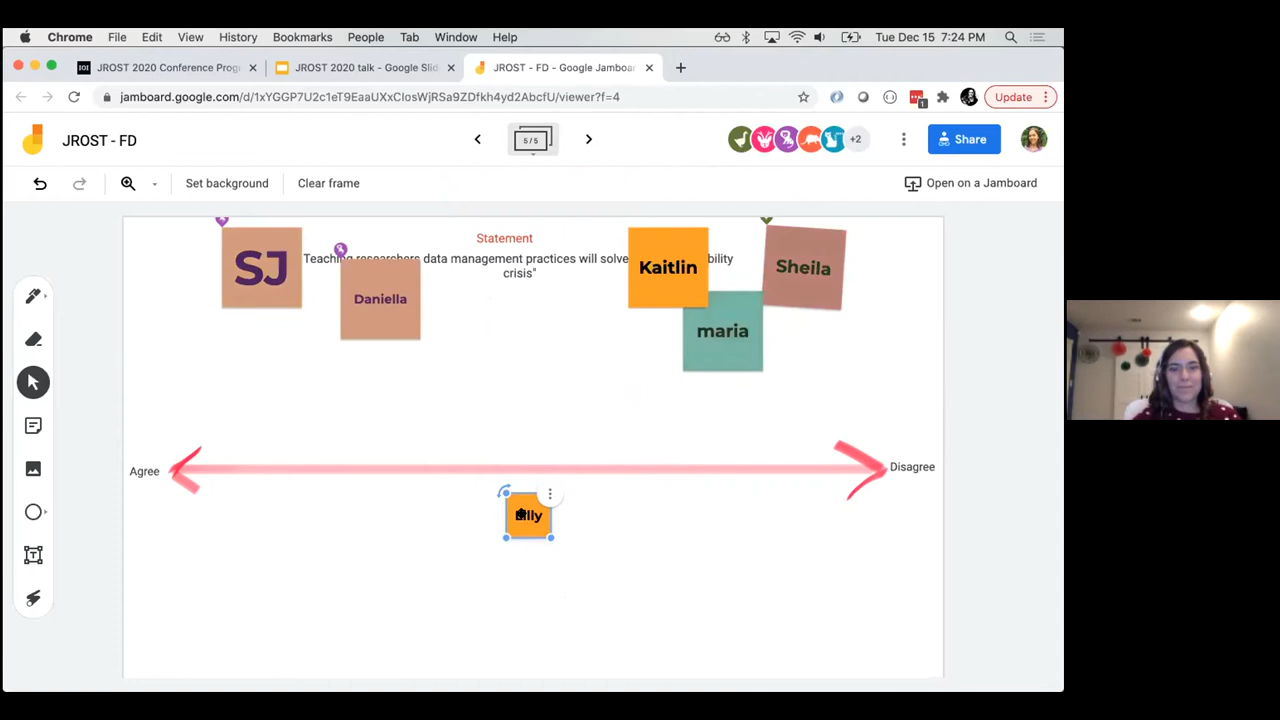 Chrome File Edit View History Bookmarks People Tab Window Help Tue Dec 15 7:24 PM
JROST 2020 Conference Prog JROST 2020 talk - Google Slid JROST - FD - Google Jamboar
jamboard.google.com/d/1xYGGP7U2c1eT9EaaUXxCIosWjRSa9ZDfkh4yd2AbcfU/viewer?f=4 1 Update
JROST - FD 5/5 +2 Share
Set background Clear frame Open on a Jamboard
Statement
"Teaching researchers data management practices will solve bility
crisis"
SJ
Daniella
Kaitlin
Sheila
maria
Agree Disagree